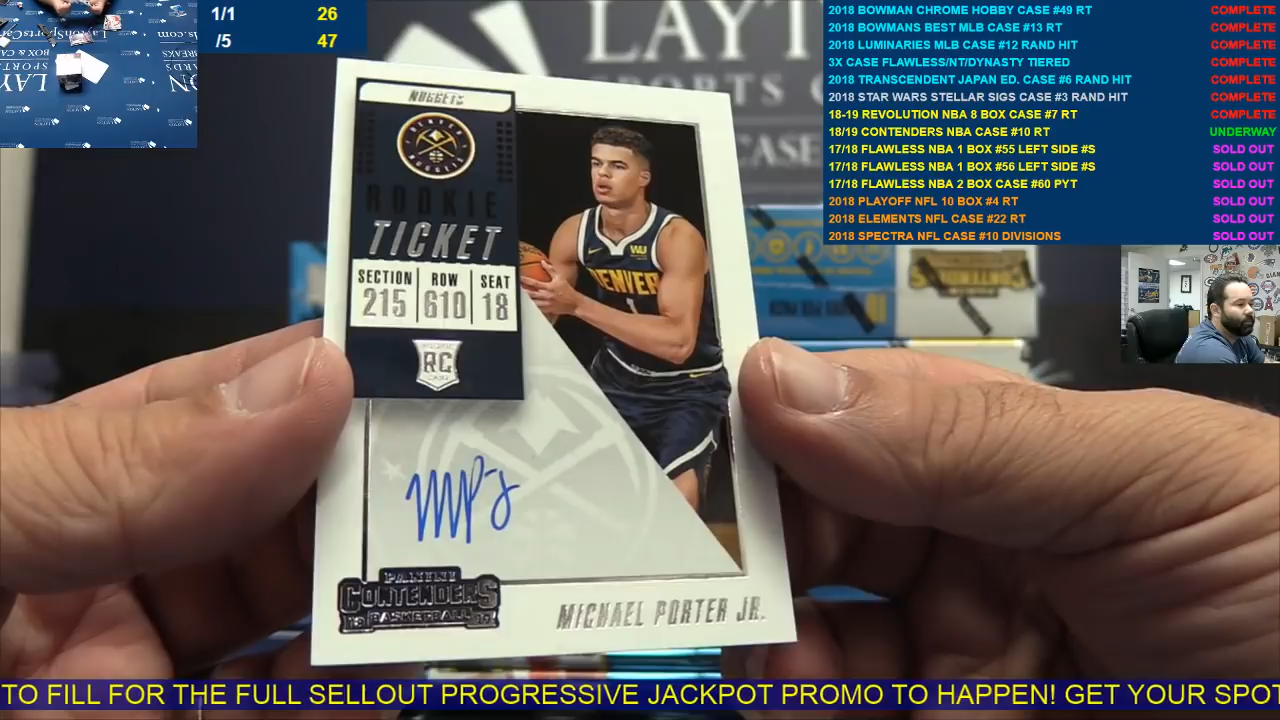 1/1 26
/5 47
2018 BOWMAN CHROME HOBBY CASE #49 RT COMPLETE
2018 BOWMANS BEST MLB CASE #13 RT COMPLETE
2018 LUMINARIES MLB CASE #12 RAND HIT COMPLETE
3X CASE FLAWLESS/NT/DYNASTY TIERED COMPLETE
2018 TRANSCENDENT JAPAN ED. CASE #6 RAND HIT COMPLETE
2018 STAR WARS STELLAR SIGS CASE #3 RAND HIT COMPLETE
18-19 REVOLUTION NBA 8 BOX CASE #7 RT COMPLETE
18/19 CONTENDERS NBA CASE #10 RT UNDERWAY
17/18 FLAWLESS NBA 1 BOX #55 LEFT SIDE #S SOLD OUT
17/18 FLAWLESS NBA 1 BOX #56 LEFT SIDE #S SOLD OUT
17/18 FLAWLESS NBA 2 BOX CASE #60 PYT SOLD OUT
2018 PLAYOFF NFL 10 BOX #4 RT SOLD OUT
2018 ELEMENTS NFL CASE #22 RT SOLD OUT
2018 SPECTRA NFL CASE #10 DIVISIONS SOLD OUT
LAYT
SPORTS C
CASE
NUGGETS
DENVER
NUGGETS
ROOKIE
TICKET
SECTION ROW SEAT
215 610 18
RC
DENVER
1
MPJ
PANINI
CONTENDERS
BASKETBALL
MICHAEL PORTER JR.
TO FILL FOR THE FULL SELLOUT PROGRESSIVE JACKPOT PROMO TO HAPPEN! GET YOUR SPOT